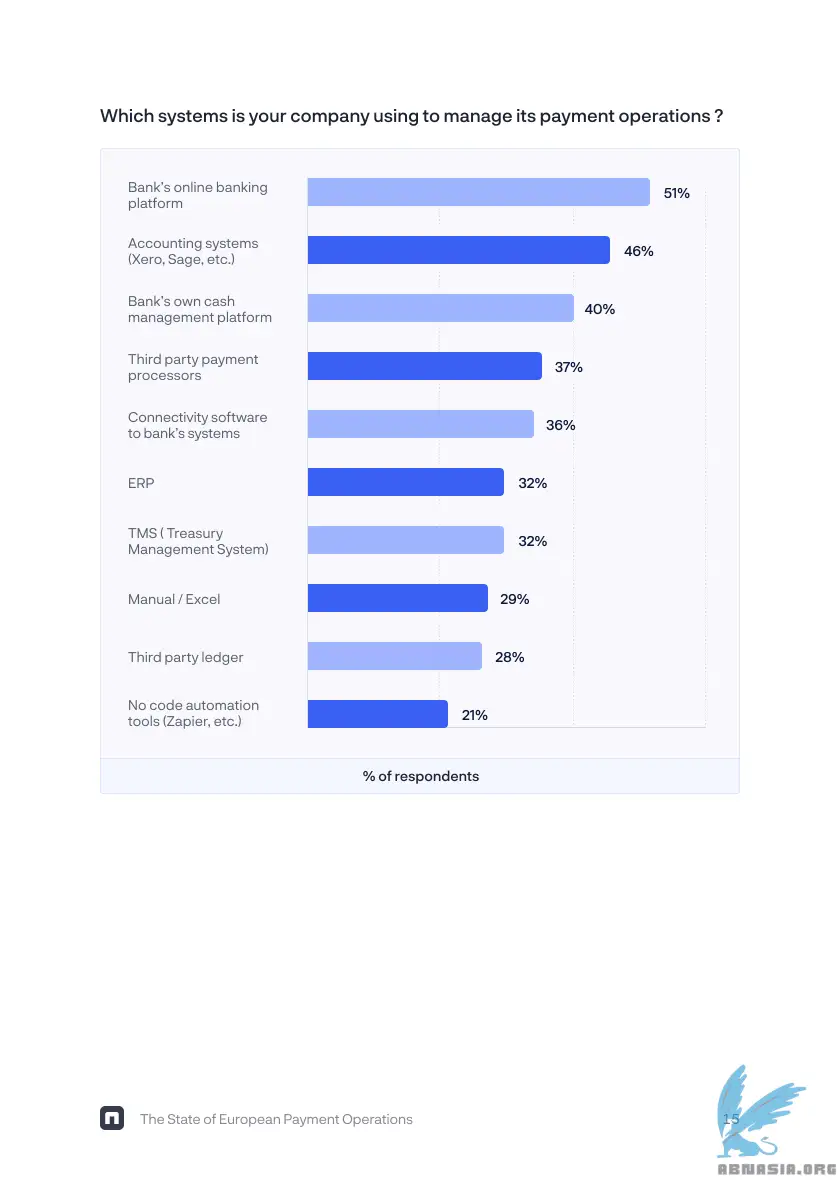 Which systems is your company using to manage its payment operations ?
Bank's online banking
platform
51%
Accounting systems
(Xero, Sage, etc.)
46%
Bank's own cash
management platform
40%
Third party payment
processors
37%
Connectivity software
to bank's systems
36%
ERP
32%
TMS ( Treasury
Management System)
32%
Manual / Excel
29%
Third party ledger
28%
No code automation
tools (Zapier, etc.)
21%
% of respondents
The State of European Payment Operations
15
ABNASIA.ORG